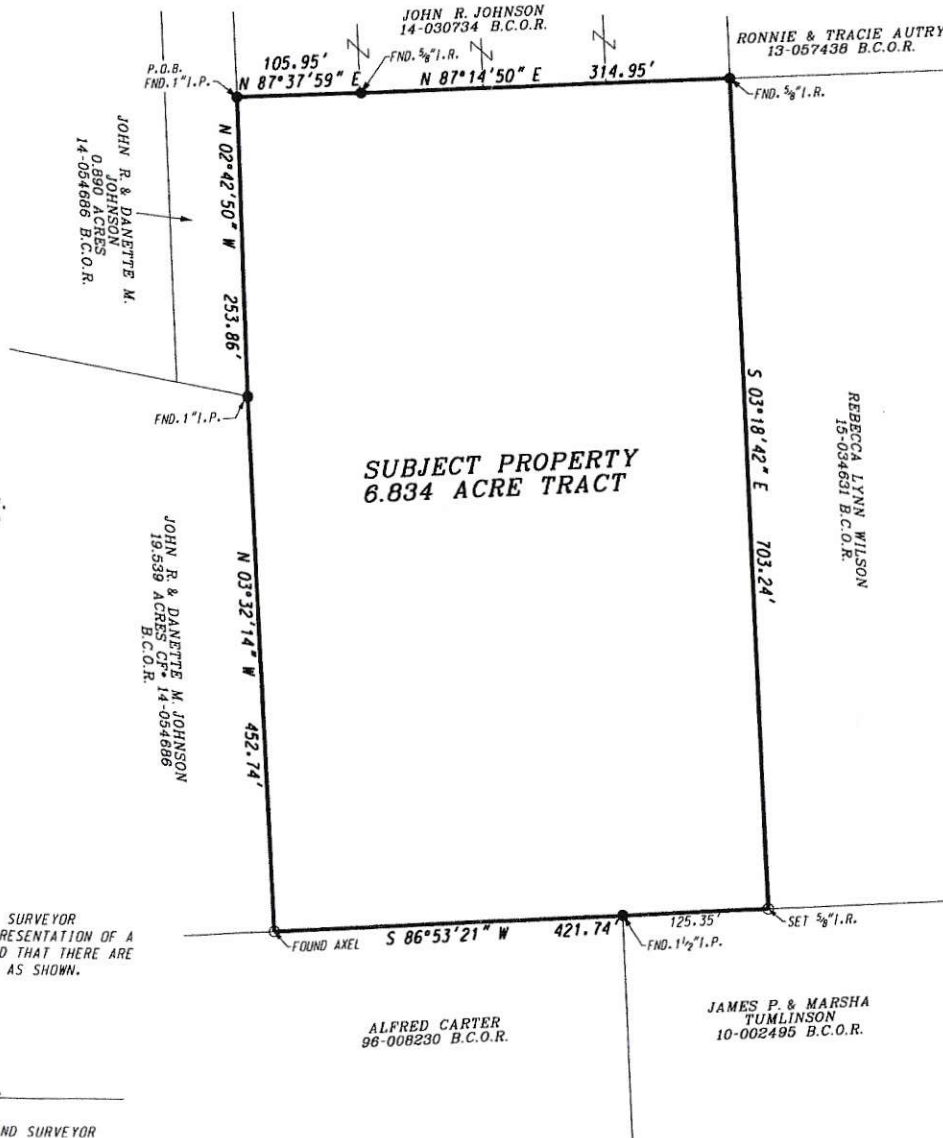 JOHN R. JOHNSON
14-030734 B.C.O.R.
RONNIE & TRACIE AUTRY
13-057438 B.C.O.R.
P.O.B.
FND. 1" I.P.
105.95'
N 87°37'59" E
FND. 5/8" I.R.
N 87°14'50" E 314.95'
FND. 5/8" I.R.
JOHN R. & DANETTE M.
JOHNSON
0.890 ACRES
14-054686 B.C.O.R.
N 02°42'50" W 253.86'
FND. 1" I.P.
SUBJECT PROPERTY
6.834 ACRE TRACT
S 03°18'42" E 703.24'
REBECCA LYNN WILSON
15-034631 B.C.O.R.
JOHN R. & DANETTE M. JOHNSON
19.539 ACRES CF# 14-054686
B.C.O.R.
N 03°32'14" W 452.74'
SURVEYOR
RESENTATION OF A
D THAT THERE ARE
AS SHOWN.
FOUND AXEL
S 86°53'21" W 421.74'
125.35'
FND. 1 1/2" I.P.
SET 5/8" I.R.
ALFRED CARTER
96-008230 B.C.O.R.
JAMES P. & MARSHA
TUMLINSON
10-002495 B.C.O.R.
ND SURVEYOR